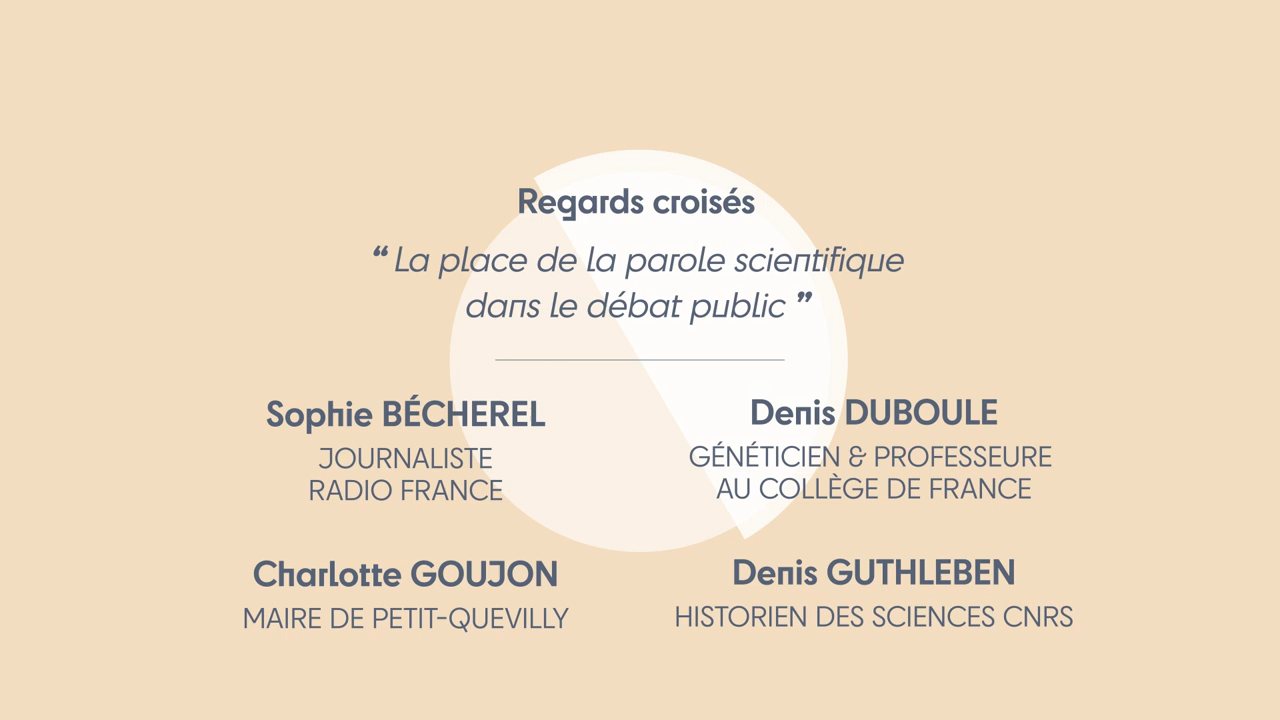 Regards croisés
“ La place de la parole scientifique
dans le débat public ”
Sophie BÉCHEREL
JOURNALISTE
RADIO FRANCE
Denis DUBOULE
GÉNÉTICIEN & PROFESSEURE
AU COLLÈGE DE FRANCE
Charlotte GOUJON
MAIRE DE PETIT-QUEVILLY
Denis GUTHLEBEN
HISTORIEN DES SCIENCES CNRS